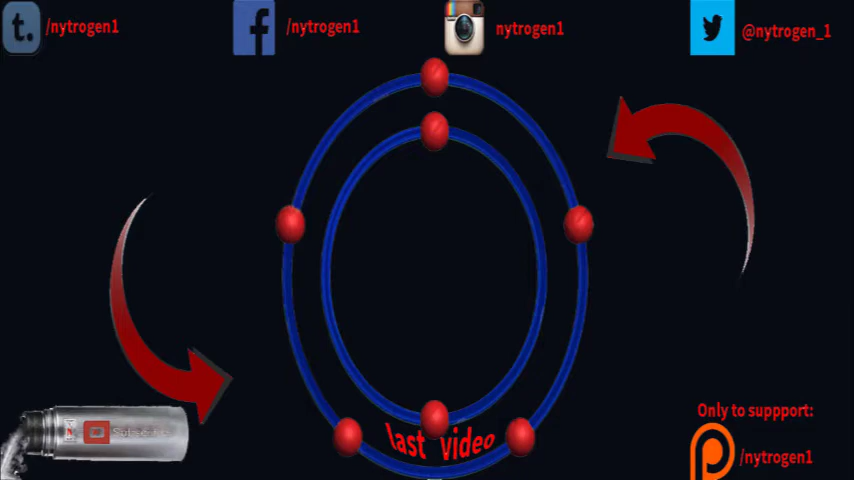 t.
/nytrogen1
f
/nytrogen1
nytrogen1
@nytrogen_1
last video
Only to suppport:
/nytrogen1